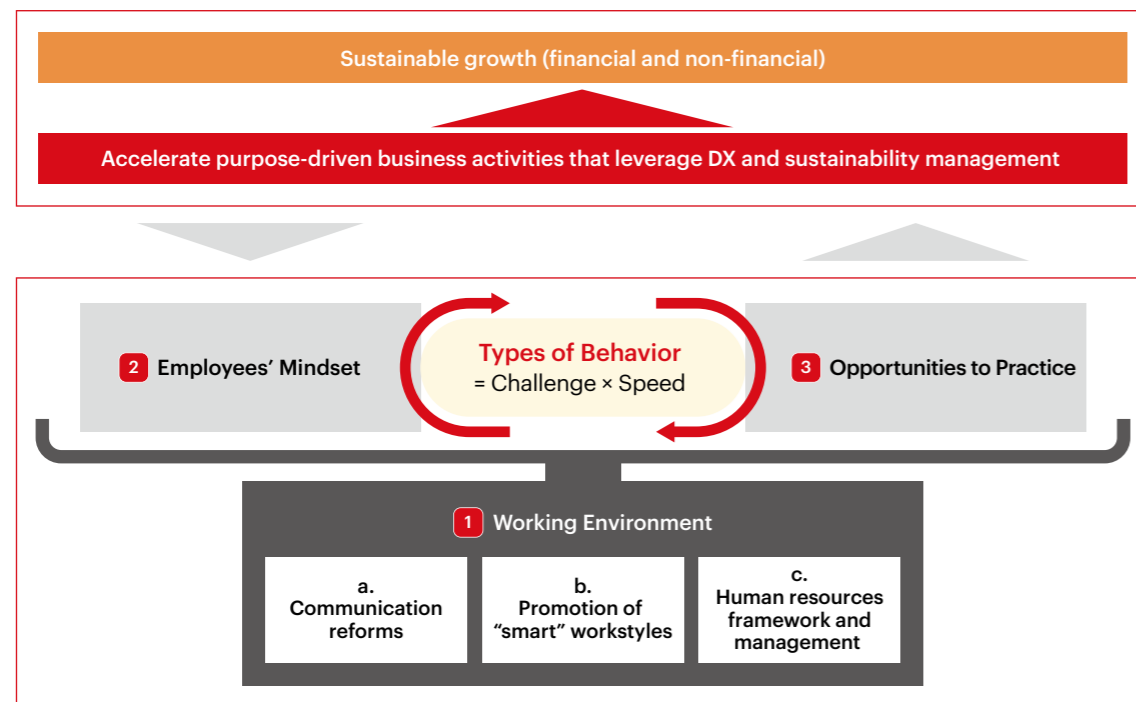 Sustainable growth (financial and non-financial)
Accelerate purpose-driven business activities that leverage DX and sustainability management
2 Employees’ Mindset
Types of Behavior
= Challenge × Speed
3 Opportunities to Practice
1 Working Environment
a.
Communication
reforms
b.
Promotion of
“smart” workstyles
c.
Human resources
framework and
management